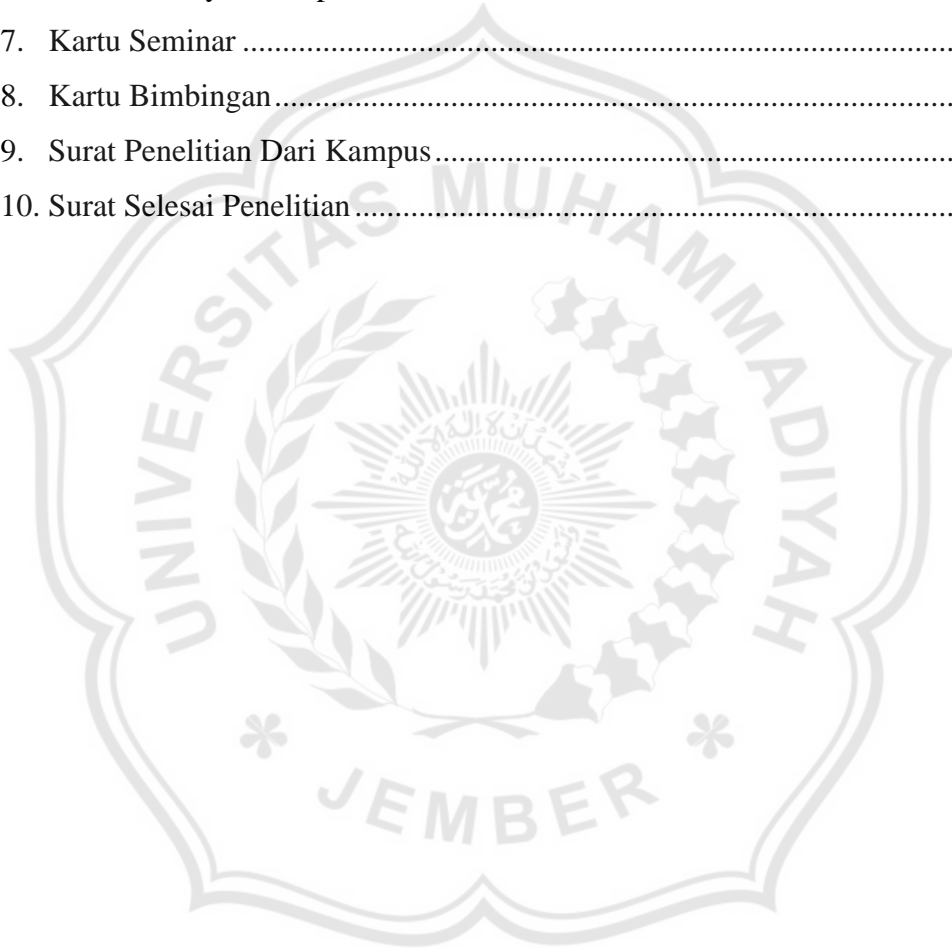 7. Kartu Seminar ........................................................................................
8. Kartu Bimbingan ....................................................................................
9. Surat Penelitian Dari Kampus ................................................................
10. Surat Selesai Penelitian ..........................................................................
UNIVERSITAS MUHAMMADIYAH
JEMBER